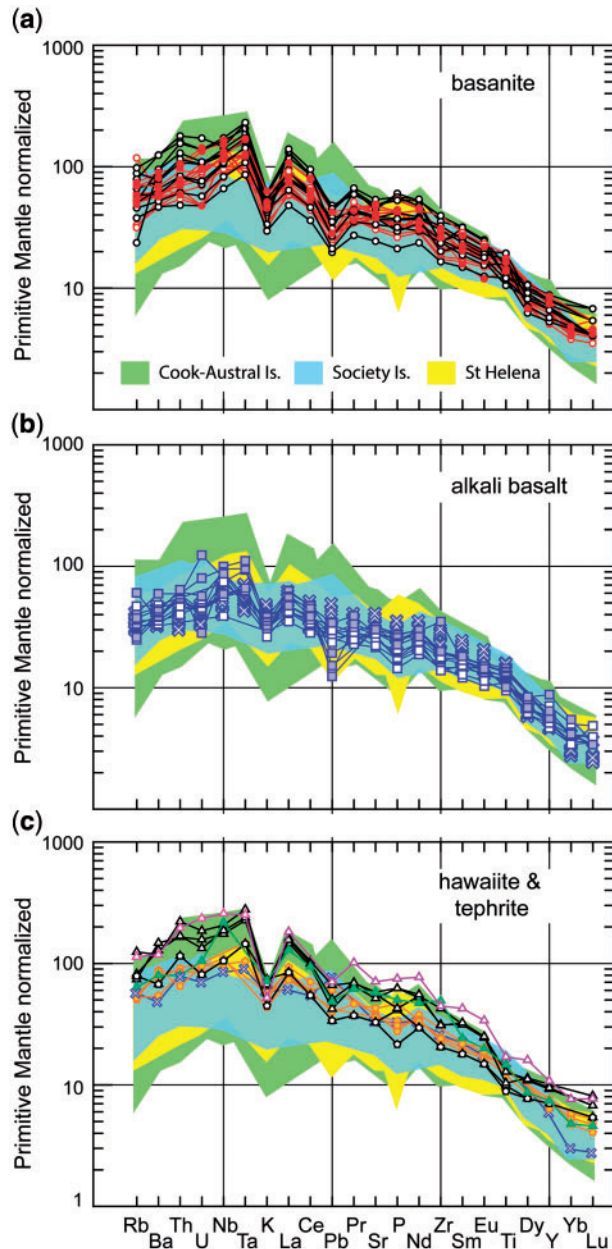 (a)
1000
basanite
100
Primitive Mantle normalized
10
Cook-Austral Is. Society Is. St Helena
(b)
1000
alkali basalt
100
Primitive Mantle normalized
10
(c)
1000
hawaiite &
tephrite
100
Primitive Mantle normalized
10
1
Rb Ba Th U Nb Ta K La Ce Pb Pr Sr P Nd Zr Sm Eu Ti Dy Y Yb Lu